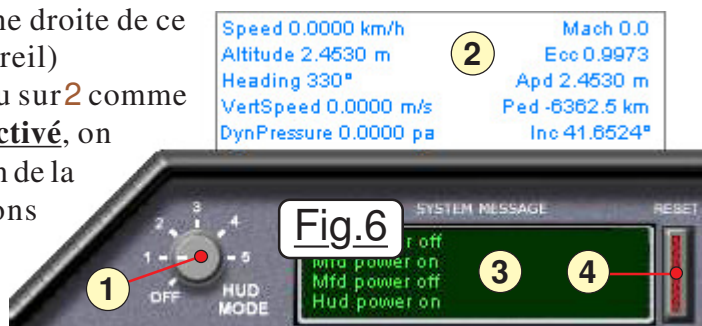 ne droite de ce
reil)
u sur 2 comme
ctivé, on
n de la
ons
Speed 0.0000 km/h Mach 0.0
Altitude 2.4530 m Ecc 0.9973
Heading 330° Apd 2.4530 m
VertSpeed 0.0000 m/s Ped -6362.5 km
DynPressure 0.0000 pa Inc 41.6524°
2
SYSTEM MESSAGE
RESET
Fig.6
r off
Mfd power on
Mfd power off
Hud power on
3
4
1
OFF 1 2 3 4 5
HUD
MODE